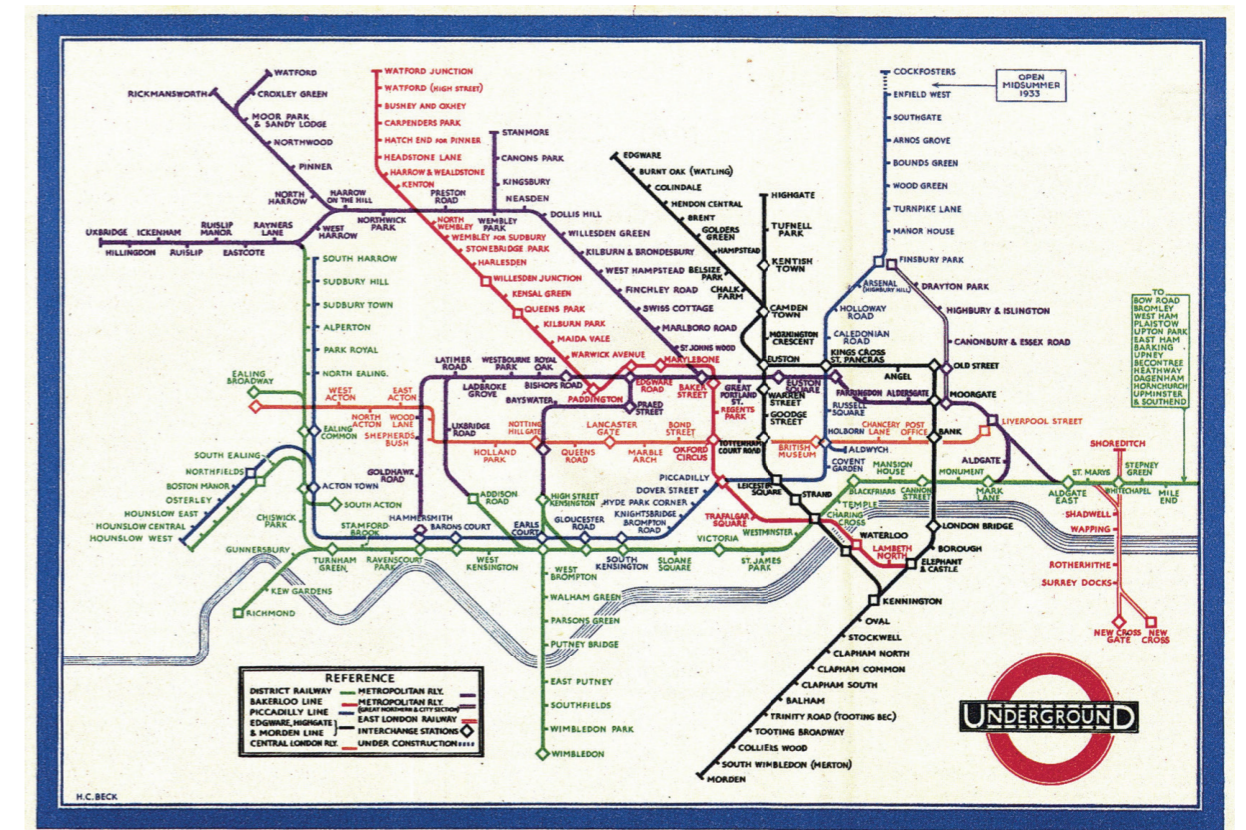 WATFORD
RICKMANSWORTH
CROXLEY GREEN
MOOR PARK
& SANDY LODGE
NORTHWOOD
PINNER
NORTH
HARROW
HARROW
ON THE HILL
PRESTON
ROAD
NORTHWICK
PARK
WEMBLEY
PARK
NEASDEN
STANMORE
CANONS PARK
KINGSBURY
DOLLIS HILL
WILLESDEN GREEN
KILBURN & BRONDESBURY
WEST HAMPSTEAD
FINCHLEY ROAD
SWISS COTTAGE
MARLBORO ROAD
ST. JOHNS WOOD
UXBRIDGE
ICKENHAM
RUISLIP
MANOR
RAYNERS
LANE
WEST
HARROW
HILLINGDON
RUISLIP
EASTCOTE
WATFORD JUNCTION
WATFORD (HIGH STREET)
BUSHEY AND OXHEY
CARPENDERS PARK
HATCH END FOR PINNER
HEADSTONE LANE
HARROW & WEALDSTONE
KENTON
NORTH
WEMBLEY
WEMBLEY FOR SUDBURY
STONEBRIDGE PARK
HARLESDEN
WILLESDEN JUNCTION
KENSAL GREEN
QUEENS PARK
KILBURN PARK
MAIDA VALE
WARWICK AVENUE
MARYLEBONE
EDGWARE
BURNT OAK (WATLING)
COLINDALE
HENDON CENTRAL
BRENT
GOLDERS
GREEN
HAMPSTEAD
BELSIZE
PARK
CHALK
FARM
HIGHGATE
TUFNELL
PARK
KENTISH
TOWN
CAMDEN
TOWN
MORNINGTON
CRESCENT
EUSTON
COCKFOSTERS
OPEN
MIDSUMMER
1933
ENFIELD WEST
SOUTHGATE
ARNOS GROVE
BOUNDS GREEN
WOOD GREEN
TURNPIKE LANE
MANOR HOUSE
FINSBURY PARK
ARSENAL
(HIGHBURY HILL)
DRAYTON PARK
HOLLOWAY
ROAD
HIGHBURY & ISLINGTON
CALEDONIAN
ROAD
CANONBURY & ESSEX ROAD
KINGS CROSS
ST. PANCRAS
ANGEL
OLD STREET
TO
BOW ROAD
BROMLEY
WEST HAM
PLAISTOW
UPTON PARK
EAST HAM
BARKING
UPNEY
BECONTREE
HEATHWAY
DAGENHAM
HORNCHURCH
UPMINSTER
& SOUTHEND
SOUTH HARROW
SUDBURY HILL
SUDBURY TOWN
ALPERTON
PARK ROYAL
NORTH EALING
EALING
BROADWAY
WEST
ACTON
EAST
ACTON
NORTH
ACTON
WOOD
LANE
SHEPHERDS
BUSH
EALING
COMMON
LATIMER
ROAD
WESTBOURNE
PARK
ROYAL
OAK
LADBROKE
GROVE
BISHOPS ROAD
PADDINGTON
EDGWARE
ROAD
BAKER
STREET
GREAT
PORTLAND
ST.
EUSTON
SQUARE
FARRINGDON
ALDERSGATE
MOORGATE
BAYSWATER
PRAED
STREET
REGENTS
PARK
WARREN
STREET
GOODGE
STREET
RUSSELL
SQUARE
UXBRIDGE
ROAD
NOTTING
HILL GATE
LANCASTER
GATE
BOND
STREET
HOLLAND
PARK
QUEENS
ROAD
MARBLE
ARCH
OXFORD
CIRCUS
TOTTENHAM
COURT ROAD
BRITISH
MUSEUM
HOLBORN
CHANCERY
LANE
POST
OFFICE
BANK
LIVERPOOL STREET
ALDWYCH
COVENT
GARDEN
ALDGATE
SHOREDITCH
SOUTH EALING
NORTHFIELDS
BOSTON MANOR
OSTERLEY
HOUNSLOW EAST
HOUNSLOW CENTRAL
HOUNSLOW WEST
ACTON TOWN
SOUTH ACTON
CHISWICK
PARK
GOLDHAWK
ROAD
ADDISON
ROAD
HIGH STREET
KENSINGTON
PICCADILLY
DOVER STREET
HYDE PARK CORNER
KNIGHTSBRIDGE
BROMPTON
ROAD
LEICESTER
SQUARE
STRAND
TRAFALGAR
SQUARE
MANSION
HOUSE
MONUMENT
BLACKFRIARS
CANNON
STREET
MARK
LANE
ALDGATE
EAST
ST. MARYS
WHITECHAPEL
STEPNEY
GREEN
MILE
END
TEMPLE
CHARING
CROSS
WESTMINSTER
GUNNERSBURY
KEW GARDENS
RICHMOND
STAMFORD
BROOK
HAMMERSMITH
BARONS COURT
EARLS
COURT
GLOUCESTER
ROAD
VICTORIA
TURNHAM
GREEN
RAVENSCOURT
PARK
WEST
KENSINGTON
SOUTH
KENSINGTON
SLOANE
SQUARE
ST. JAMES
PARK
WATERLOO
LAMBETH
NORTH
LONDON BRIDGE
BOROUGH
ELEPHANT
& CASTLE
KENNINGTON
OVAL
STOCKWELL
CLAPHAM NORTH
CLAPHAM COMMON
CLAPHAM SOUTH
BALHAM
TRINITY ROAD (TOOTING BEC)
TOOTING BROADWAY
COLLIERS WOOD
SOUTH WIMBLEDON (MERTON)
MORDEN
WEST
BROMPTON
WALHAM GREEN
PARSONS GREEN
PUTNEY BRIDGE
EAST PUTNEY
SOUTHFIELDS
WIMBLEDON PARK
WIMBLEDON
SHADWELL
WAPPING
ROTHERHITHE
SURREY DOCKS
NEW CROSS
GATE
NEW
CROSS
REFERENCE
DISTRICT RAILWAY
BAKERLOO LINE
PICCADILLY LINE
EDGWARE, HIGHGATE
& MORDEN LINE
CENTRAL LONDON RLY.
METROPOLITAN RLY.
METROPOLITAN RLY.
(GREAT NORTHERN & CITY SECTION)
EAST LONDON RAILWAY
INTERCHANGE STATIONS
UNDER CONSTRUCTION
UNDERGROUND
H.C. BECK